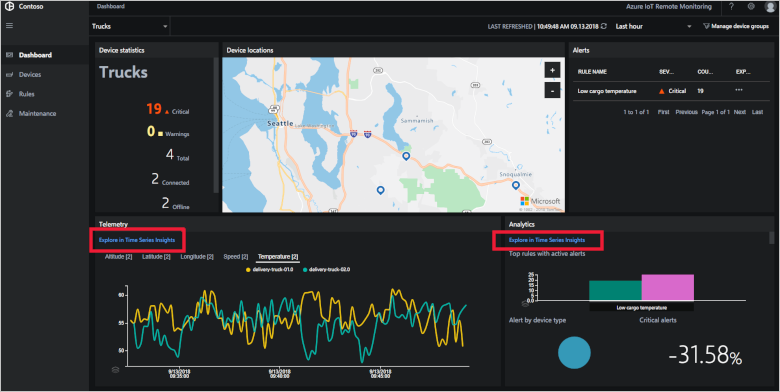 Contoso
Dashboard
Azure IoT Remote Monitoring
?
Trucks
LAST REFRESHED | 10:49:48 AM 09.13.2018
Last hour
Manage device groups
Dashboard
Devices
Rules
Maintenance
Device statistics
Trucks
19 Critical
0 Warnings
4 Total
2 Connected
2 Offline
Device locations
+
-
Seattle
Sammamish
Snoqualmie
Microsoft
Alerts
RULE NAME SEV... COU... EXP...
Low cargo temperature Critical 19 ...
1 to 1 of 1 First Previous Page 1 of 1 Next Last
Telemetry
Explore in Time Series Insights
Altitude [2] Latitude [2] Longitude [2] Speed [2] Temperature [2]
delivery-truck-01.0 delivery-truck-02.0
60
55
50
9/13/2018 9/13/2018 9/13/2018
09:35:00 09:40:00 09:45:00
Analytics
Explore in Time Series Insights
Top rules with active alerts
25
20
15
10
5
0
Low cargo temperature
Alert by device type
Critical alerts
-31.58%